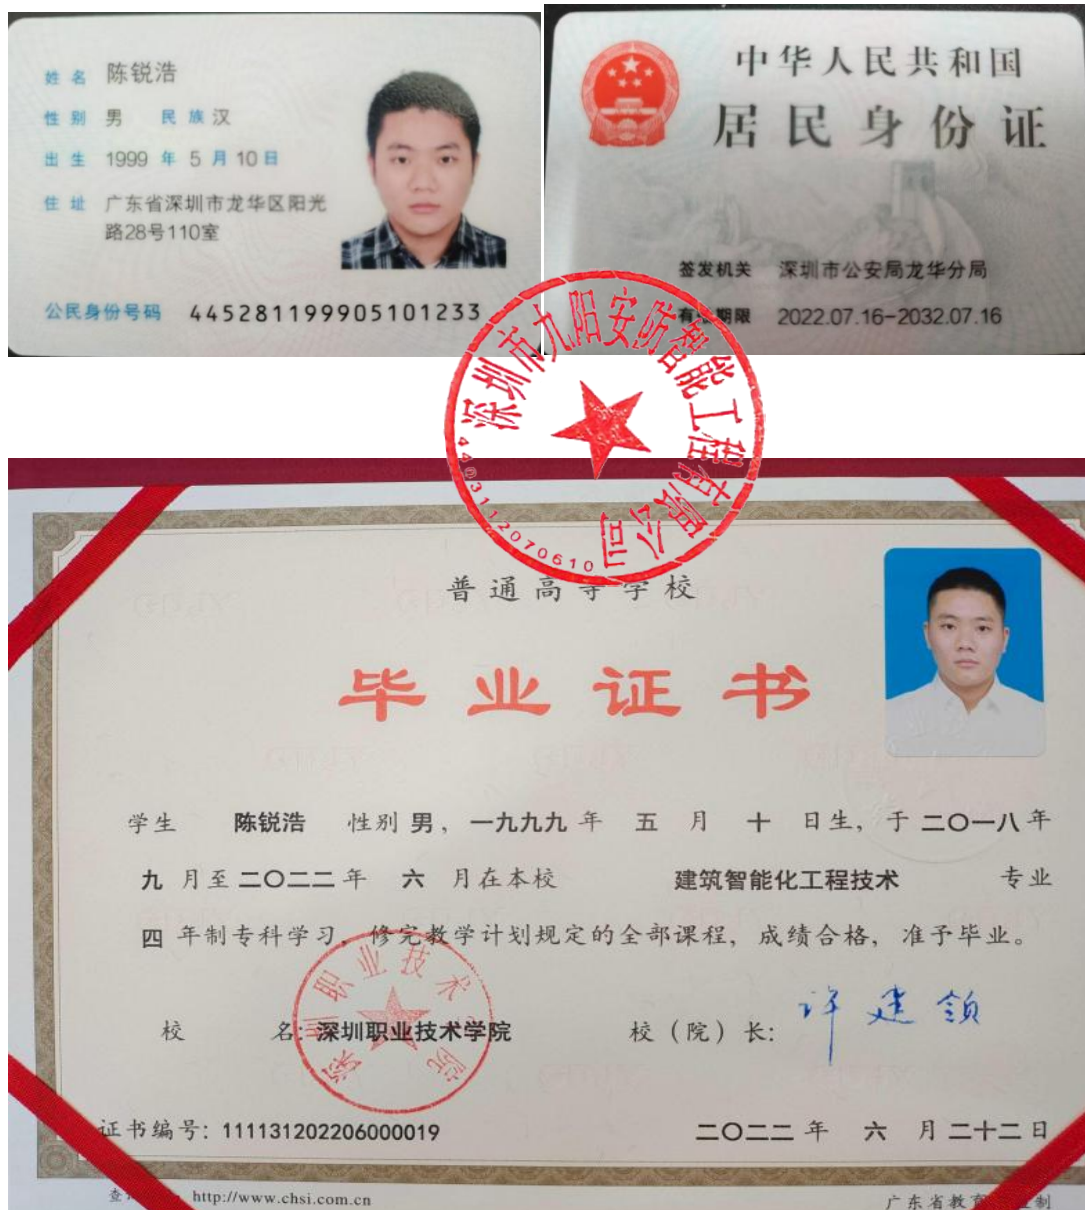 姓名 陈锐浩
性别 男 民族 汉
出生 1999 年 5 月 10 日
住址 广东省深圳市龙华区阳光
路28号110室
公民身份号码 445281199905101233
中华人民共和国
居民身份证
签发机关 深圳市公安局龙华分局
有效期限 2022.07.16-2032.07.16
深圳市九阳安防智能工程有限公司
4403112070610
普通高等学校
毕业证书
学生 陈锐浩 性别 男，一九九九年 五 月 十 日生，于二〇一八年
九 月至二〇二二年 六 月在本校 建筑智能化工程技术 专业
四 年制专科学习，修完教学计划规定的全部课程，成绩合格，准予毕业。
校 名：深圳职业技术学院 校（院）长：许建领
深圳职业技术学院
证书编号：111131202206000019 二〇二二 年 六 月 二十二日
查 http://www.chsi.com.cn 广东省教育 制